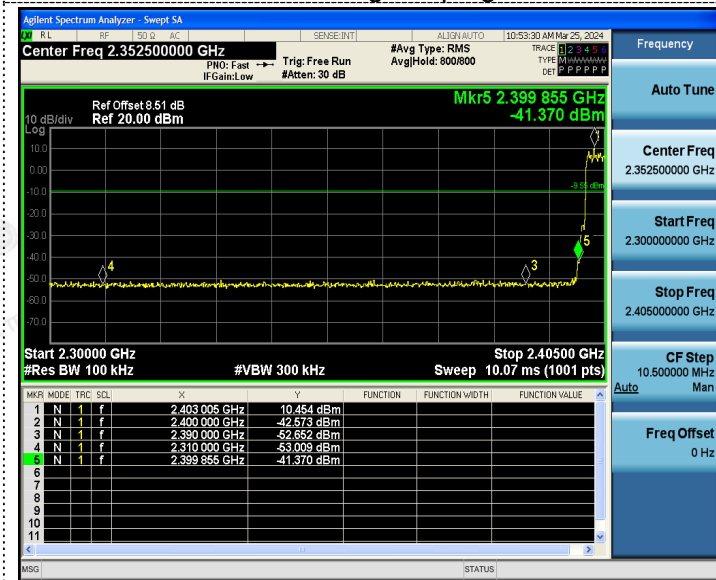 Agilent Spectrum Analyzer - Swept SA
LXI RL RF 50 Ω AC SENSE:INT ALIGN AUTO 10:53:30 AM Mar 25, 2024
Center Freq 2.352500000 GHz #Avg Type: RMS TRACE 1 2 3 4 5 6
PNO: Fast Trig: Free Run Avg|Hold: 800/800 TYPE M
IFGain:Low #Atten: 30 dB DET P P P P P P
Ref Offset 8.51 dB Mkr5 2.399 855 GHz
10 dB/div Ref 20.00 dBm -41.370 dBm
Log
10.0
0.00
-10.0
-9.55 dBm
-20.0
-30.0
5
-40.0
4 3
-50.0
-60.0
-70.0
Start 2.30000 GHz Stop 2.40500 GHz
#Res BW 100 kHz #VBW 300 kHz Sweep 10.07 ms (1001 pts)
MKR MODE TRC SCL X Y FUNCTION FUNCTION WIDTH FUNCTION VALUE
1 N 1 f 2.403 005 GHz 10.454 dBm
2 N 1 f 2.400 000 GHz -42.573 dBm
3 N 1 f 2.390 000 GHz -52.652 dBm
4 N 1 f 2.310 000 GHz -53.009 dBm
5 N 1 f 2.399 855 GHz -41.370 dBm
6
7
8
9
10
11
MSG STATUS
Frequency
Auto Tune
Center Freq
2.352500000 GHz
Start Freq
2.300000000 GHz
Stop Freq
2.405000000 GHz
CF Step
10.500000 MHz
Auto Man
Freq Offset
0 Hz